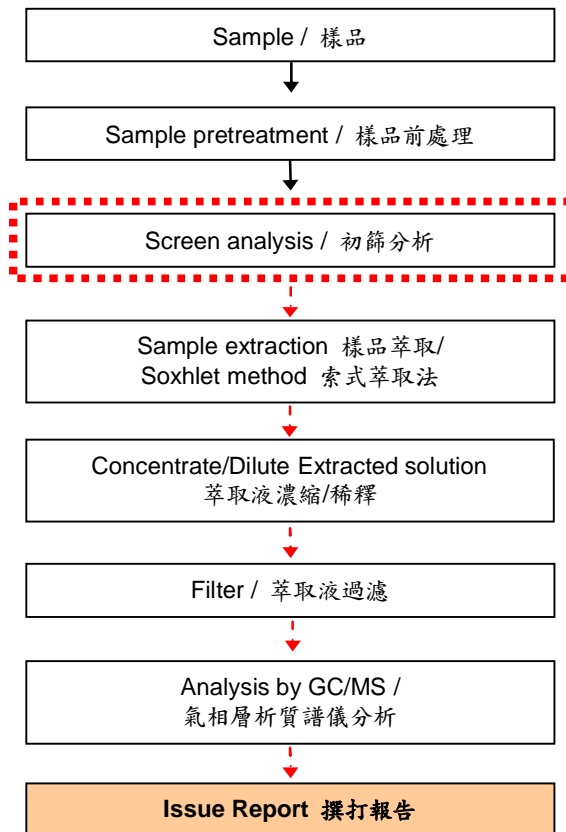 Sample / 樣品
Sample pretreatment / 樣品前處理
Screen analysis / 初篩分析
Sample extraction 樣品萃取/
Soxhlet method 索式萃取法
Concentrate/Dilute Extracted solution
萃取液濃縮/稀釋
Filter / 萃取液過濾
Analysis by GC/MS /
氣相層析質譜儀分析
Issue Report 撰打報告